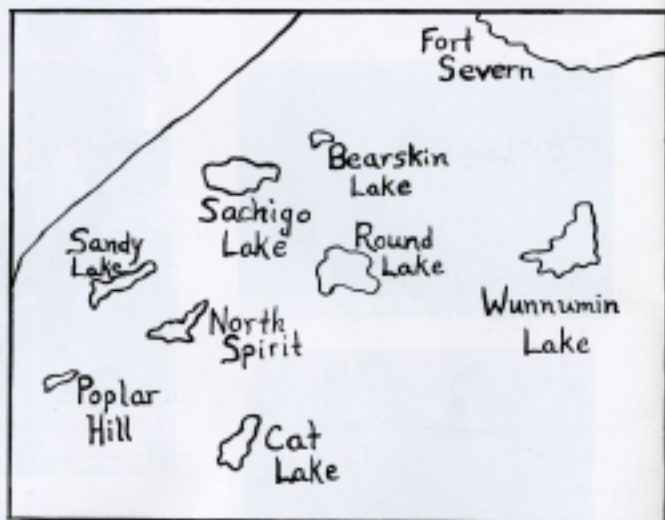 Fort
Severn
Bearskin
Lake
Sachigo
Lake
Round
Lake
Sandy
Lake
Wunnumin
Lake
North
Spirit
Poplar
Hill
Cat
Lake